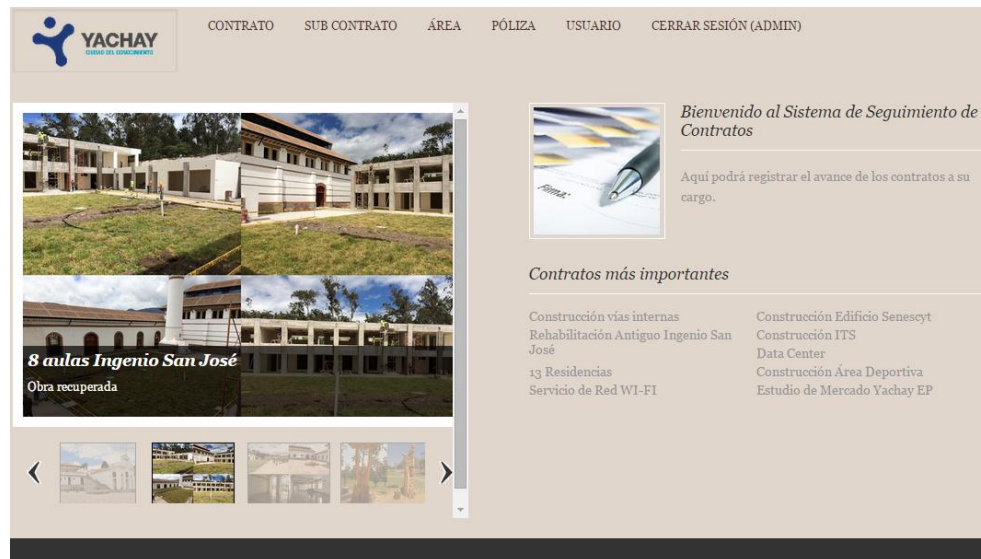 YACHAY
CIUDAD DEL CONOCIMIENTO
CONTRATO
SUB CONTRATO
ÁREA
PÓLIZA
USUARIO
CERRAR SESIÓN (ADMIN)
8 aulas Ingenio San José
Obra recuperada
Firma:
Bienvenido al Sistema de Seguimiento de
Contratos
Aquí podrá registrar el avance de los contratos a su
cargo.
Contratos más importantes
Construcción vías internas
Rehabilitación Antiguo Ingenio San
José
13 Residencias
Servicio de Red WI-FI
Construcción Edificio Senescyt
Construcción ITS
Data Center
Construcción Área Deportiva
Estudio de Mercado Yachay EP